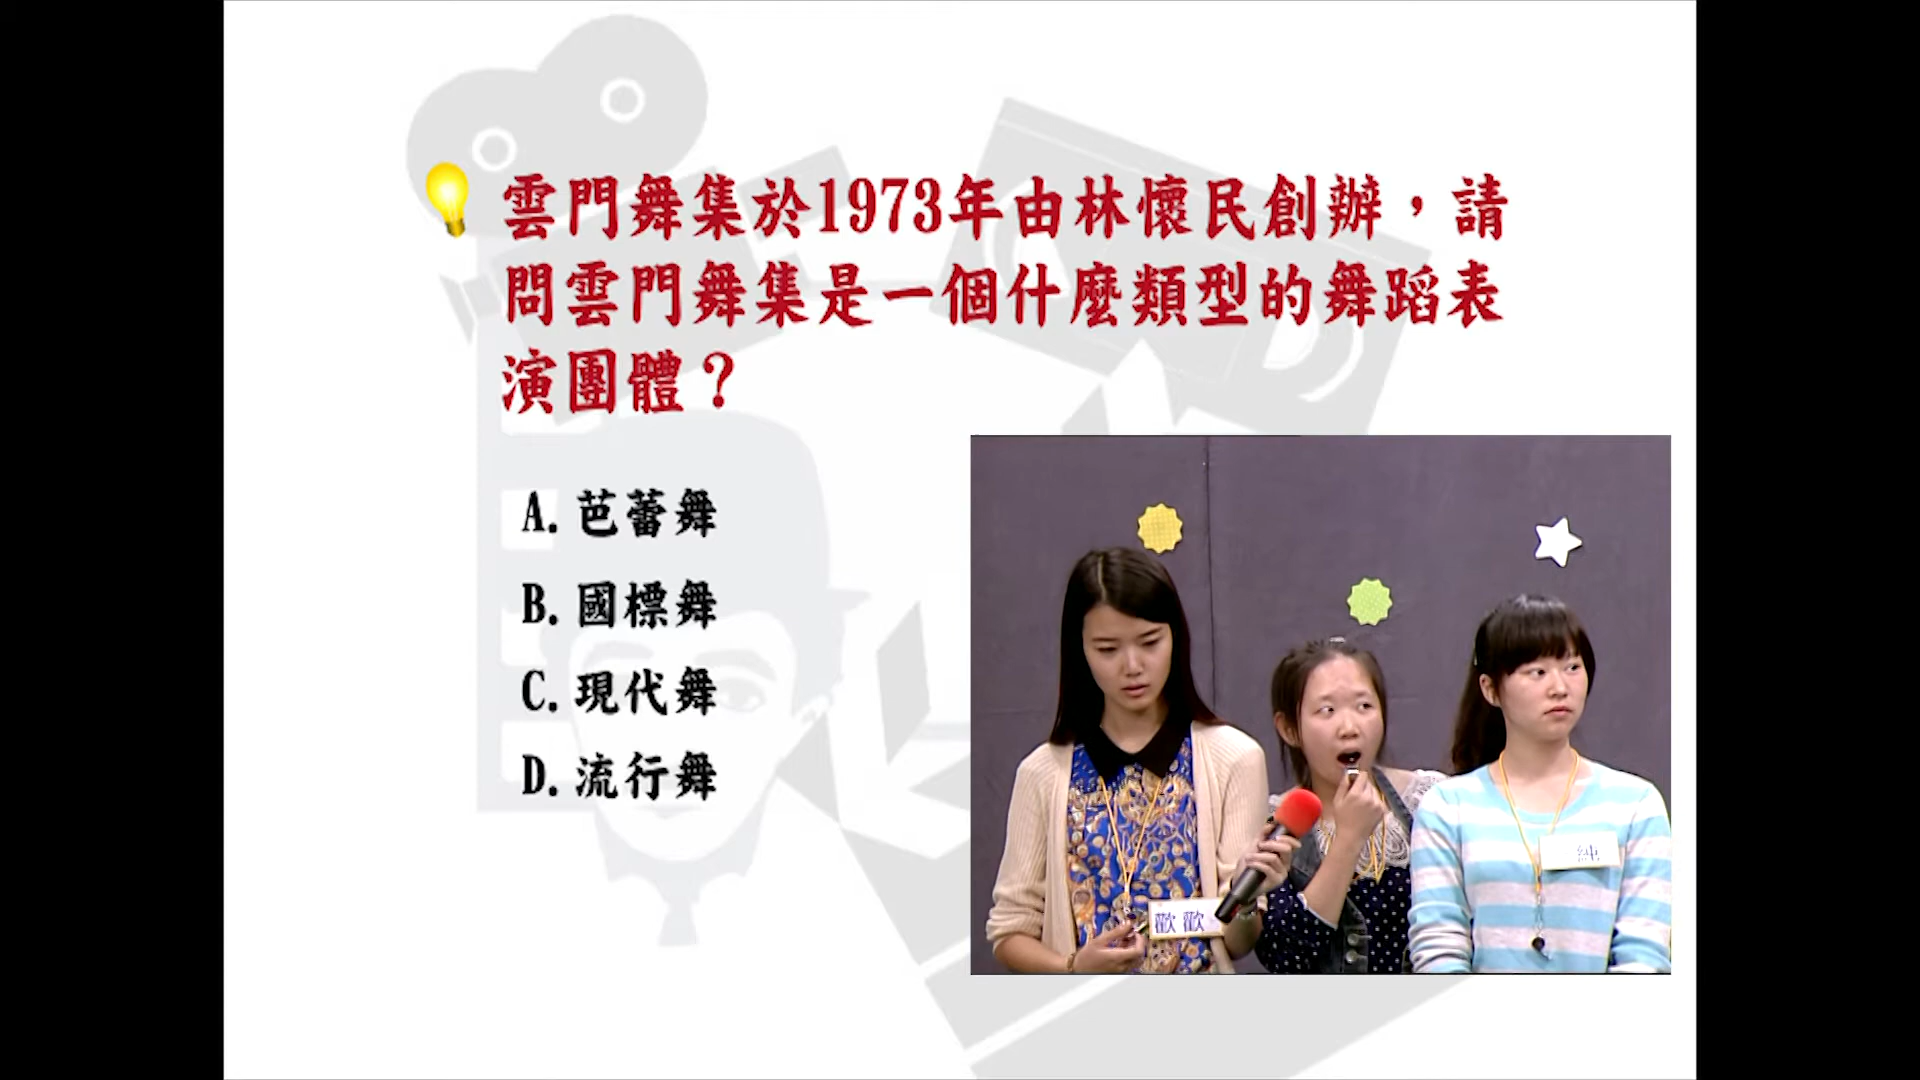 雲門舞集於1973年由林懷民創辦，請
問雲門舞集是一個什麼類型的舞蹈表
演團體？
A. 芭蕾舞
B. 國標舞
C. 現代舞
D. 流行舞
歡歡
純